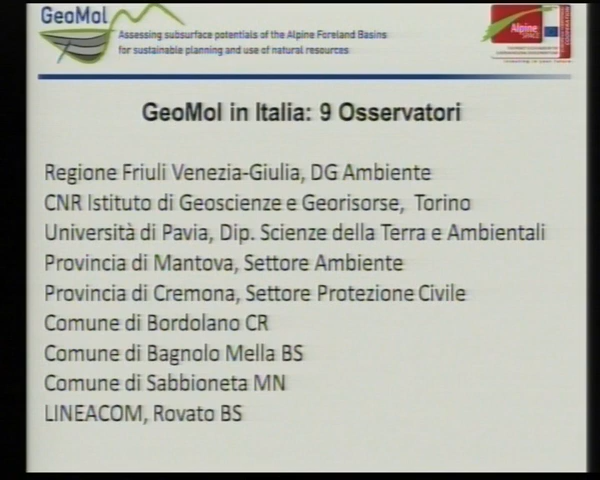 GeoMol
Assessing subsurface potentials of the Alpine Foreland Basins
for sustainable planning and use of natural resources
Alpine
SPACE
GeoMol in Italia: 9 Osservatori
Regione Friuli Venezia-Giulia, DG Ambiente
CNR Istituto di Geoscienze e Georisorse, Torino
Università di Pavia, Dip. Scienze della Terra e Ambientali
Provincia di Mantova, Settore Ambiente
Provincia di Cremona, Settore Protezione Civile
Comune di Bordolano CR
Comune di Bagnolo Mella BS
Comune di Sabbioneta MN
LINEACOM, Rovato BS